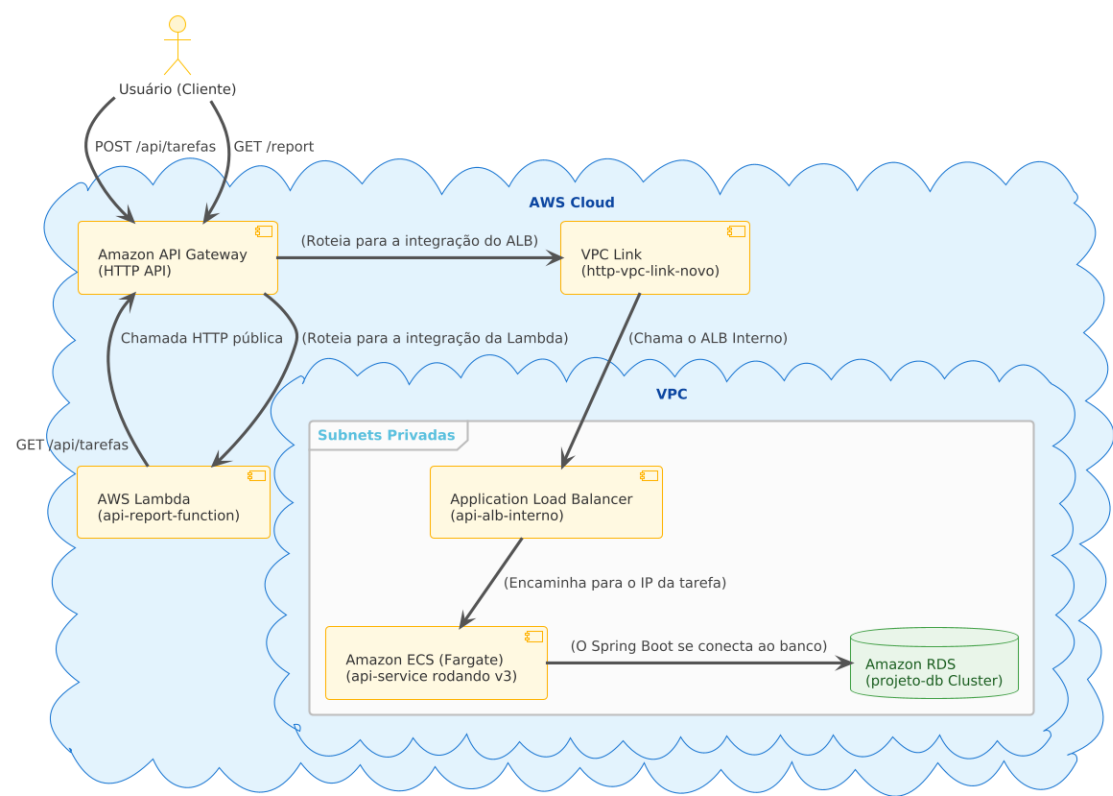 Usuário (Cliente)
POST /api/tarefas
GET /report
AWS Cloud
Amazon API Gateway
(HTTP API)
(Roteia para a integração do ALB)
VPC Link
(http-vpc-link-novo)
Chamada HTTP pública
(Roteia para a integração da Lambda)
(Chama o ALB Interno)
VPC
Subnets Privadas
GET /api/tarefas
AWS Lambda
(api-report-function)
Application Load Balancer
(api-alb-interno)
(Encaminha para o IP da tarefa)
Amazon ECS (Fargate)
(api-service rodando v3)
(O Spring Boot se conecta ao banco)
Amazon RDS
(projeto-db Cluster)